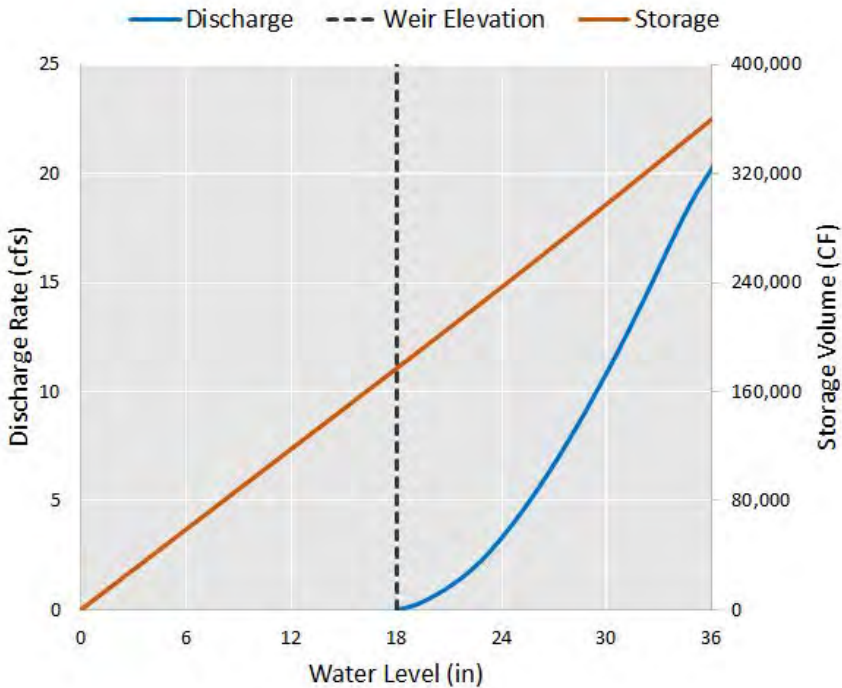 Discharge Weir Elevation Storage
25 400,000
20 320,000
15 240,000
10 160,000
5 80,000
0 0
Discharge Rate (cfs)
Storage Volume (CF)
0 6 12 18 24 30 36
Water Level (in)